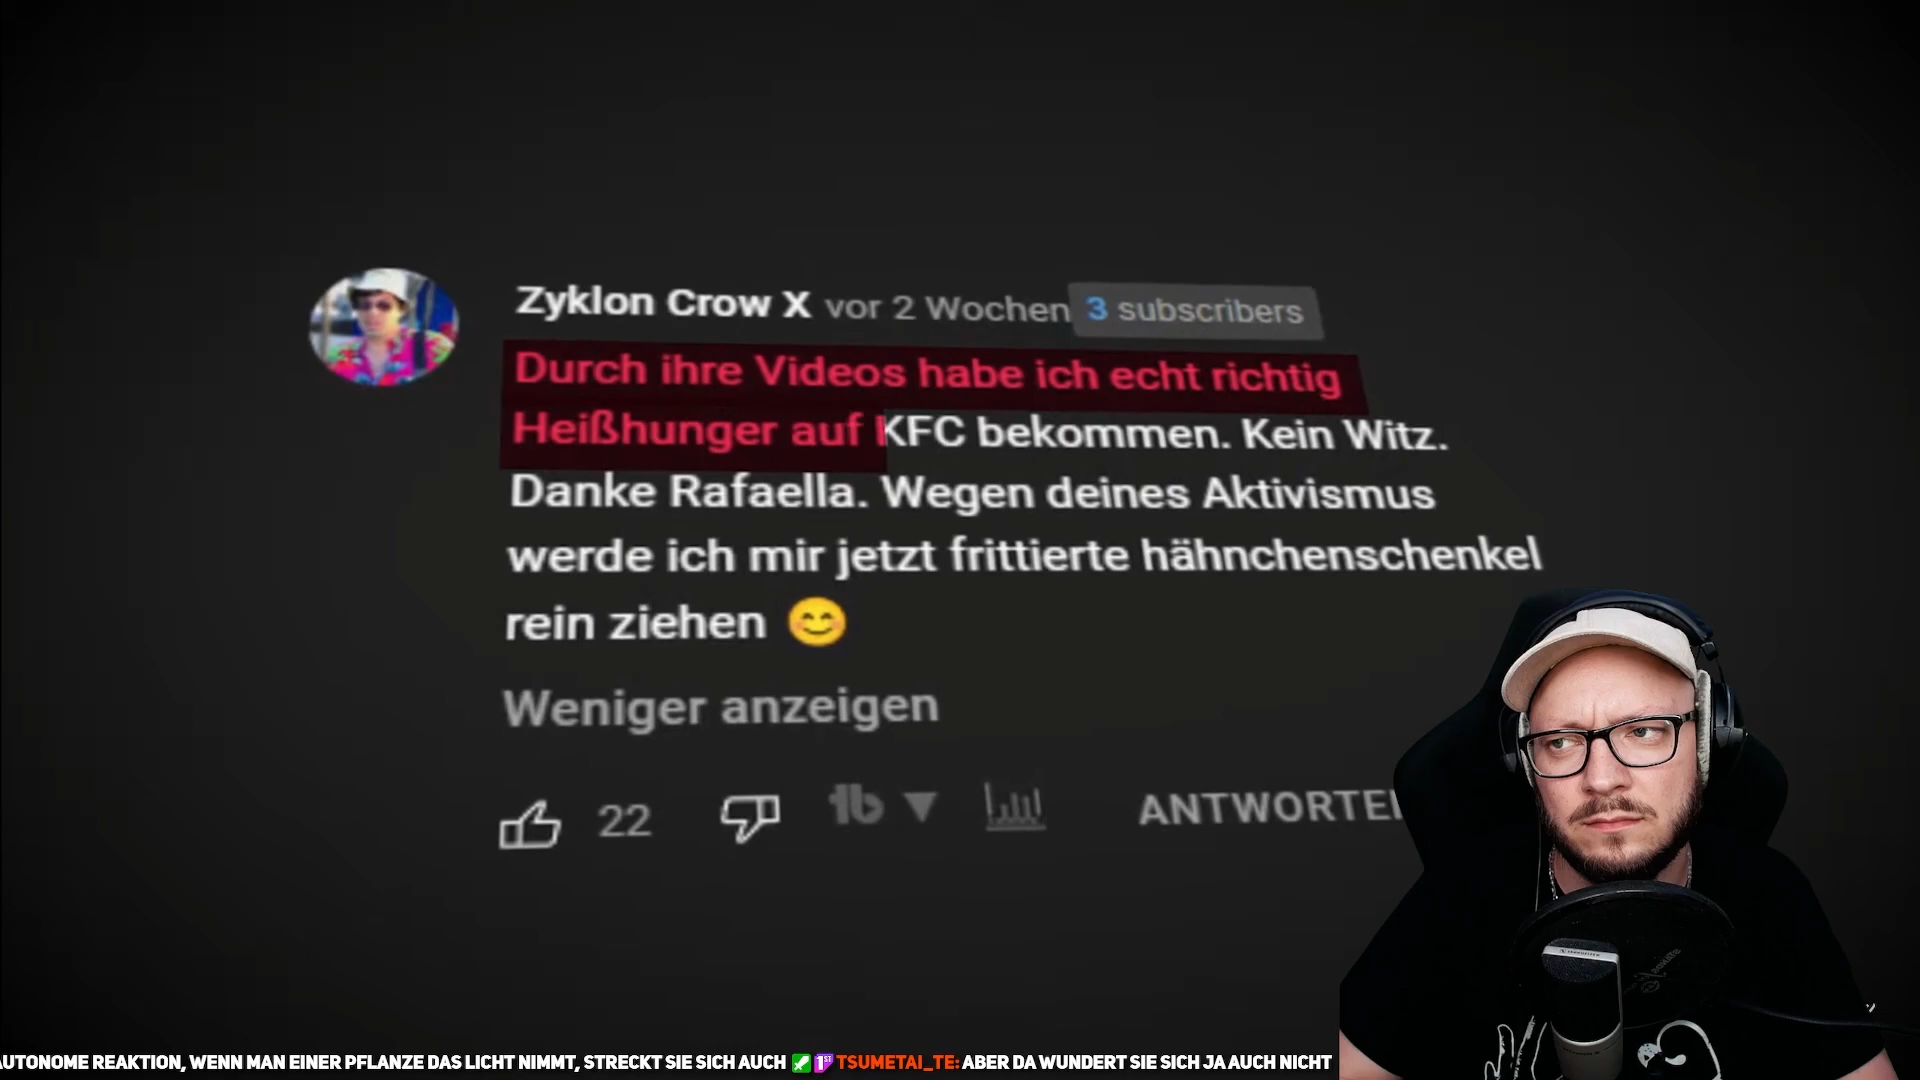 Zyklon Crow X vor 2 Wochen 3 subscribers
Durch ihre Videos habe ich echt richtig
Heißhunger auf KFC bekommen. Kein Witz.
Danke Rafaella. Wegen deines Aktivismus
werde ich mir jetzt frittierte hähnchenschenkel
rein ziehen 😊
Weniger anzeigen
22 ANTWORTEN
AUTONOME REAKTION, WENN MAN EINER PFLANZE DAS LICHT NIMMT, STRECKT SIE SICH AUCH 1ST TSUMETAI_TE: ABER DA WUNDERT SIE SICH JA AUCH NICHT